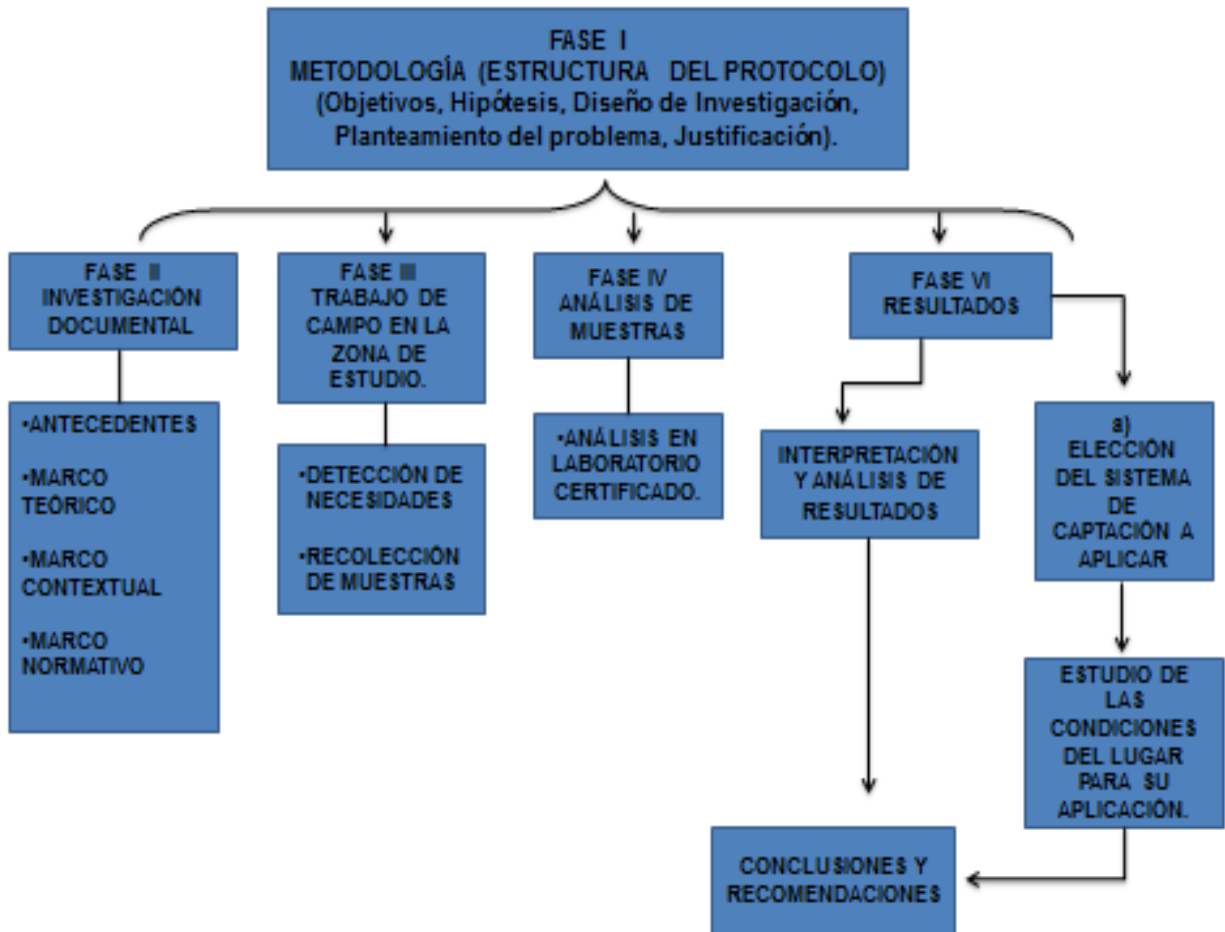 FASE I
METODOLOGÍA (ESTRUCTURA DEL PROTOCOLO)
(Objetivos, Hipótesis, Diseño de Investigación,
Planteamiento del problema, Justificación).
FASE II
INVESTIGACIÓN
DOCUMENTAL
•ANTECEDENTES
•MARCO
TEÓRICO
•MARCO
CONTEXTUAL
•MARCO
NORMATIVO
FASE III
TRABAJO DE
CAMPO EN LA
ZONA DE
ESTUDIO.
•DETECCIÓN DE
NECESIDADES
•RECOLECCIÓN
DE MUESTRAS
FASE IV
ANÁLISIS DE
MUESTRAS
•ANÁLISIS EN
LABORATORIO
CERTIFICADO.
FASE VI
RESULTADOS
INTERPRETACIÓN
Y ANÁLISIS DE
RESULTADOS
a)
ELECCIÓN
DEL SISTEMA
DE
CAPTACIÓN A
APLICAR
ESTUDIO DE
LAS
CONDICIONES
DEL LUGAR
PARA SU
APLICACIÓN.
CONCLUSIONES Y
RECOMENDACIONES